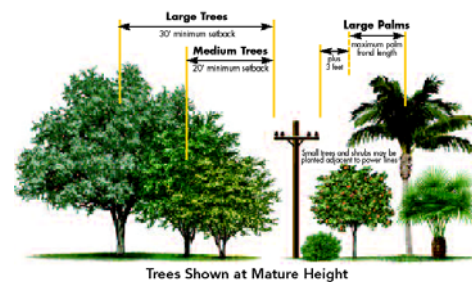 Large Trees
30' minimum setback
Medium Trees
20' minimum setback
Large Palms
maximum palm
frond length
plus
3 feet
Small trees and shrubs may be
planted adjacent to power lines
Trees Shown at Mature Height